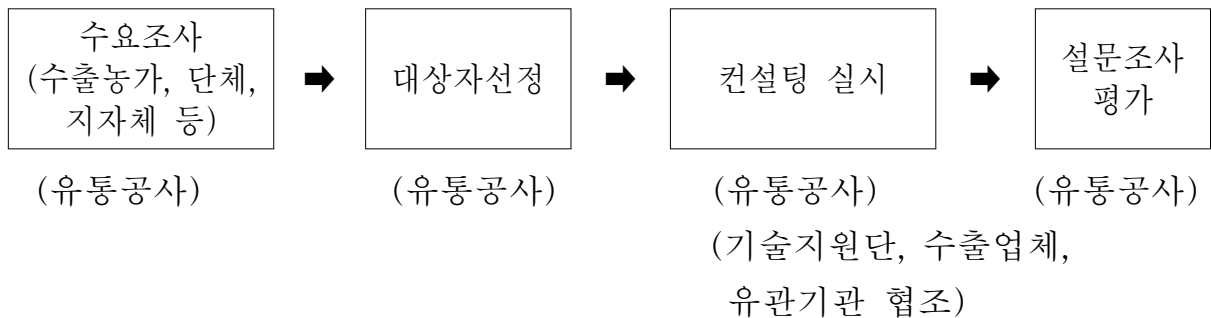 수요조사
(수출농가, 단체,
지자체 등)
➡
대상자선정
➡
컨설팅 실시
➡
설문조사
평가
(유통공사)
(유통공사)
(유통공사)
(유통공사)
(기술지원단, 수출업체,
유관기관 협조)